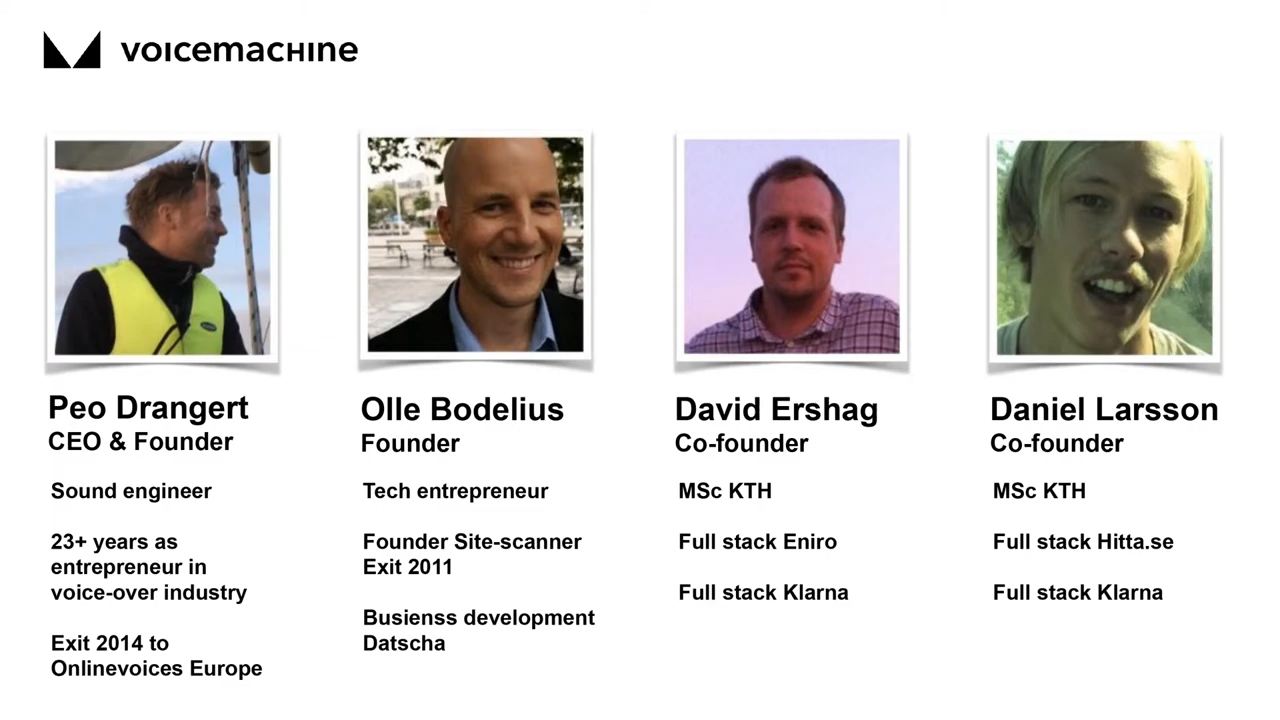 voicemachine
Peo Drangert
CEO & Founder
Sound engineer
23+ years as
entrepreneur in
voice-over industry
Exit 2014 to
Onlinevoices Europe
Olle Bodelius
Founder
Tech entrepreneur
Founder Site-scanner
Exit 2011
Busienss development
Datscha
David Ershag
Co-founder
MSc KTH
Full stack Eniro
Full stack Klarna
Daniel Larsson
Co-founder
MSc KTH
Full stack Hitta.se
Full stack Klarna